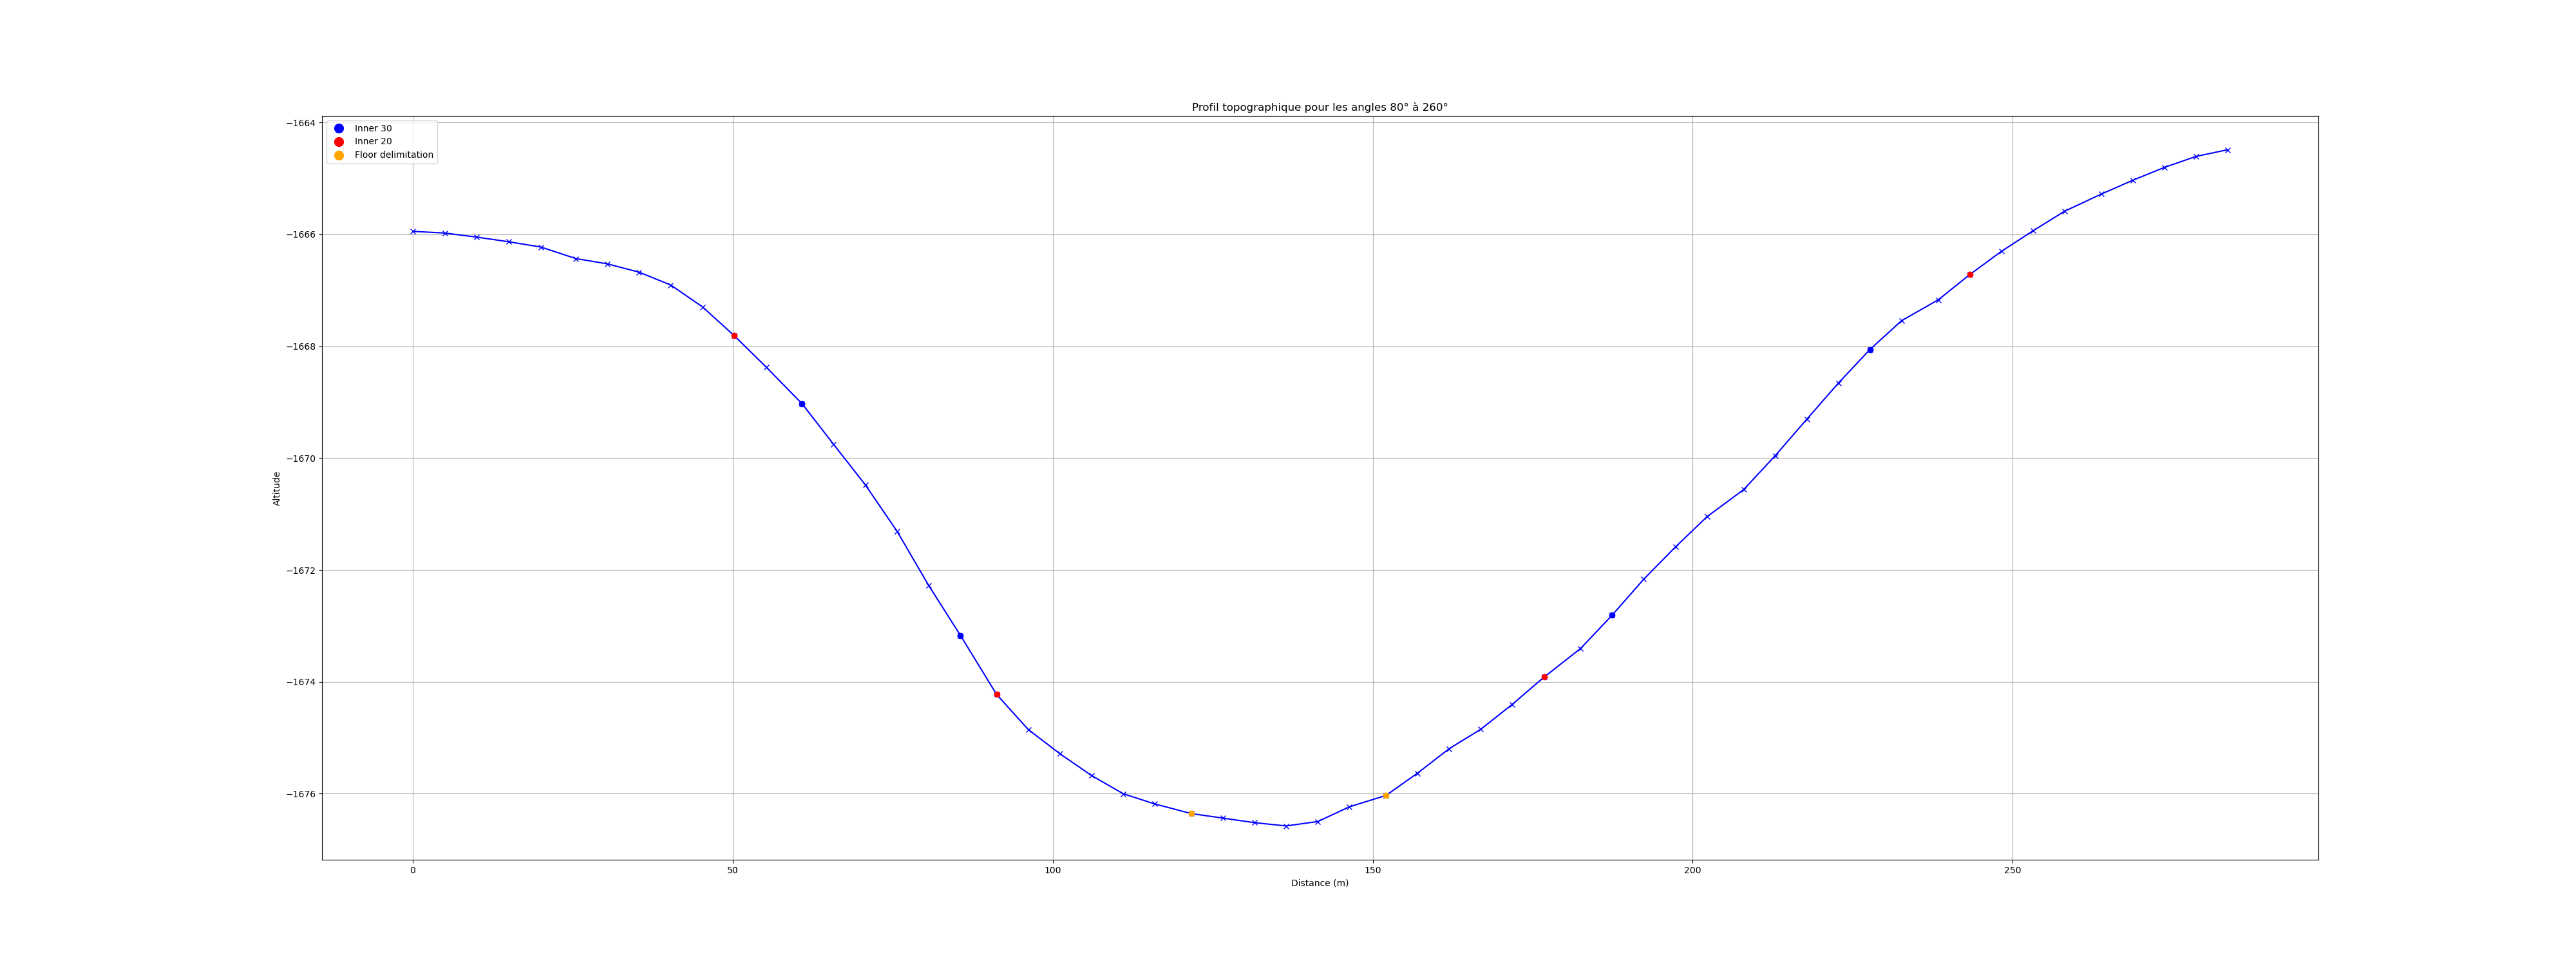 Profil topographique pour les angles 80° à 260°
Inner 30
Inner 20
Floor delimitation
−1664
−1666
−1668
−1670
−1672
−1674
−1676
Altitude
0
50
100
150
200
250
Distance (m)